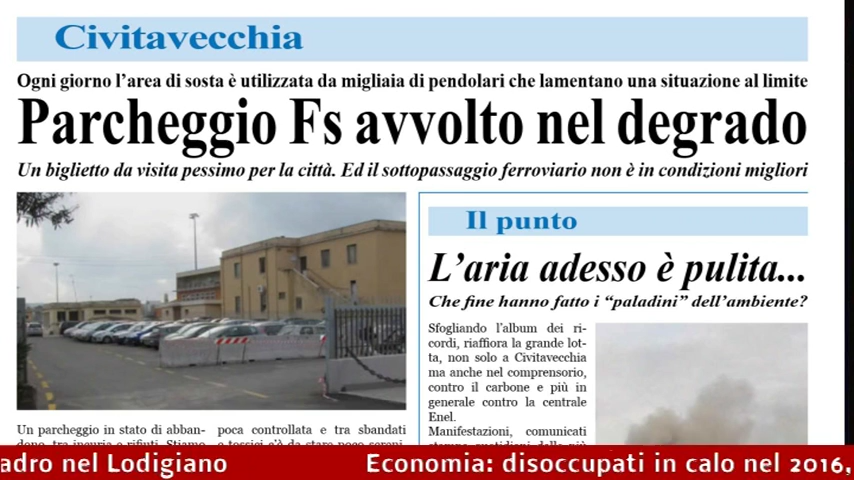 Civitavecchia
Ogni giorno l'area di sosta è utilizzata da migliaia di pendolari che lamentano una situazione al limite
Parcheggio Fs avvolto nel degrado
Un biglietto da visita pessimo per la città. Ed il sottopassaggio ferroviario non è in condizioni migliori
Il punto
L'aria adesso è pulita...
Che fine hanno fatto i “paladini” dell'ambiente?
Sfogliando l'album dei ri-
cordi, riaffiora la grande lot-
ta, non solo a Civitavecchia
ma anche nel comprensorio,
contro il carbone e più in
generale contro la centrale
Enel.
Manifestazioni, comunicati
Un parcheggio in stato di abban-
poca controllata e tra sbandati
adro nel Lodigiano
Economia: disoccupati in calo nel 2016,